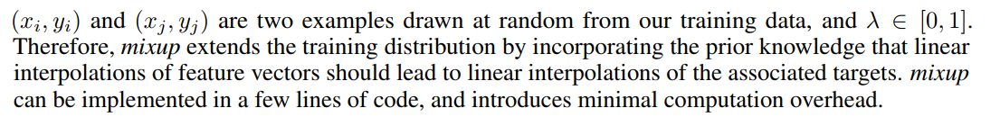 (x_i, y_i) and (x_j, y_j) are two examples drawn at random from our training data, and λ ∈ [0, 1].
Therefore, mixup extends the training distribution by incorporating the prior knowledge that linear
interpolations of feature vectors should lead to linear interpolations of the associated targets. mixup
can be implemented in a few lines of code, and introduces minimal computation overhead.